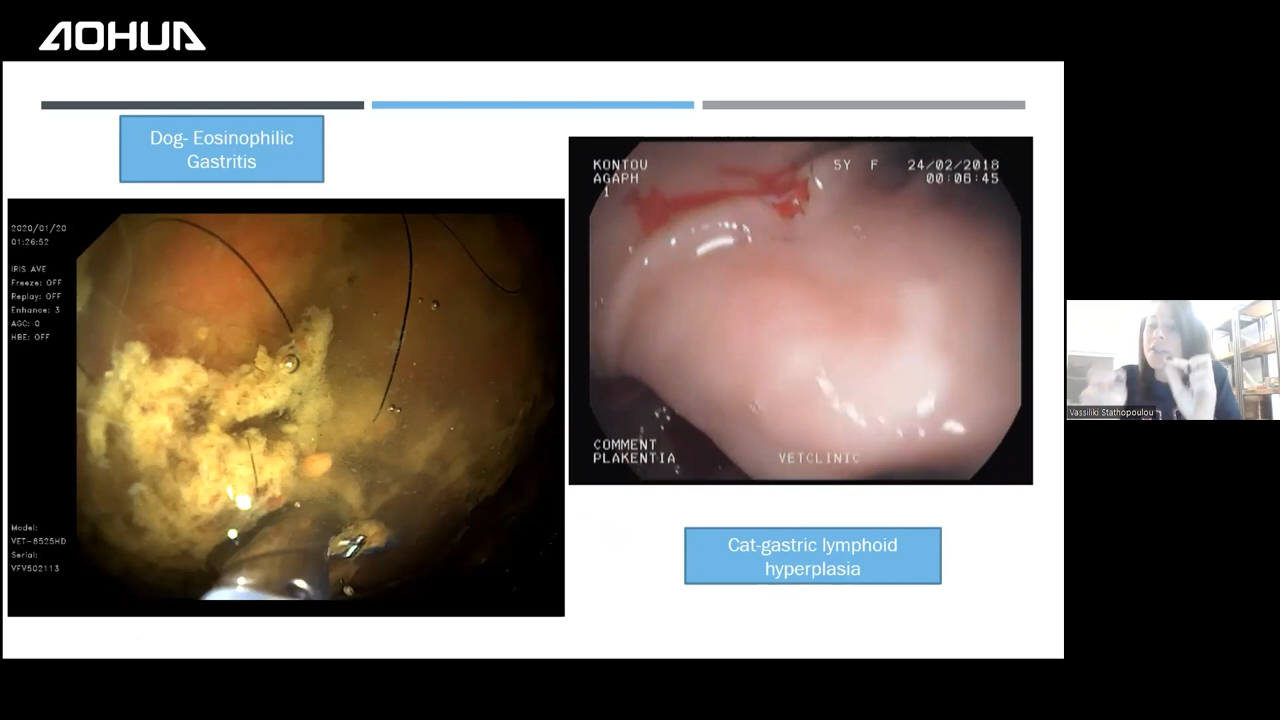 AOHUA
Dog- Eosinophilic
Gastritis
2020/01/20
01:26:52
IRIS AVE
Freeze: OFF
Replay: OFF
Enhance: 3
AGC: 0
HBE: OFF
Model:
VET-8525HD
Serial:
VFV502113
KONTOU 5Y F 24/02/2018
AGAPH 00:06:45
1
COMMENT
PLAKENTIA VETCLINIC
Cat-gastric lymphoid
hyperplasia
Vassiliki Stathopoulou